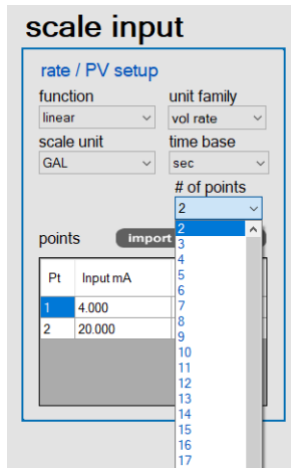 scale input
rate / PV setup
function unit family
linear vol rate
scale unit time base
GAL sec
# of points
2
points import
2
3
4
5
6
7
8
9
10
11
12
13
14
15
16
17
Pt Input mA
1 4.000
2 20.000